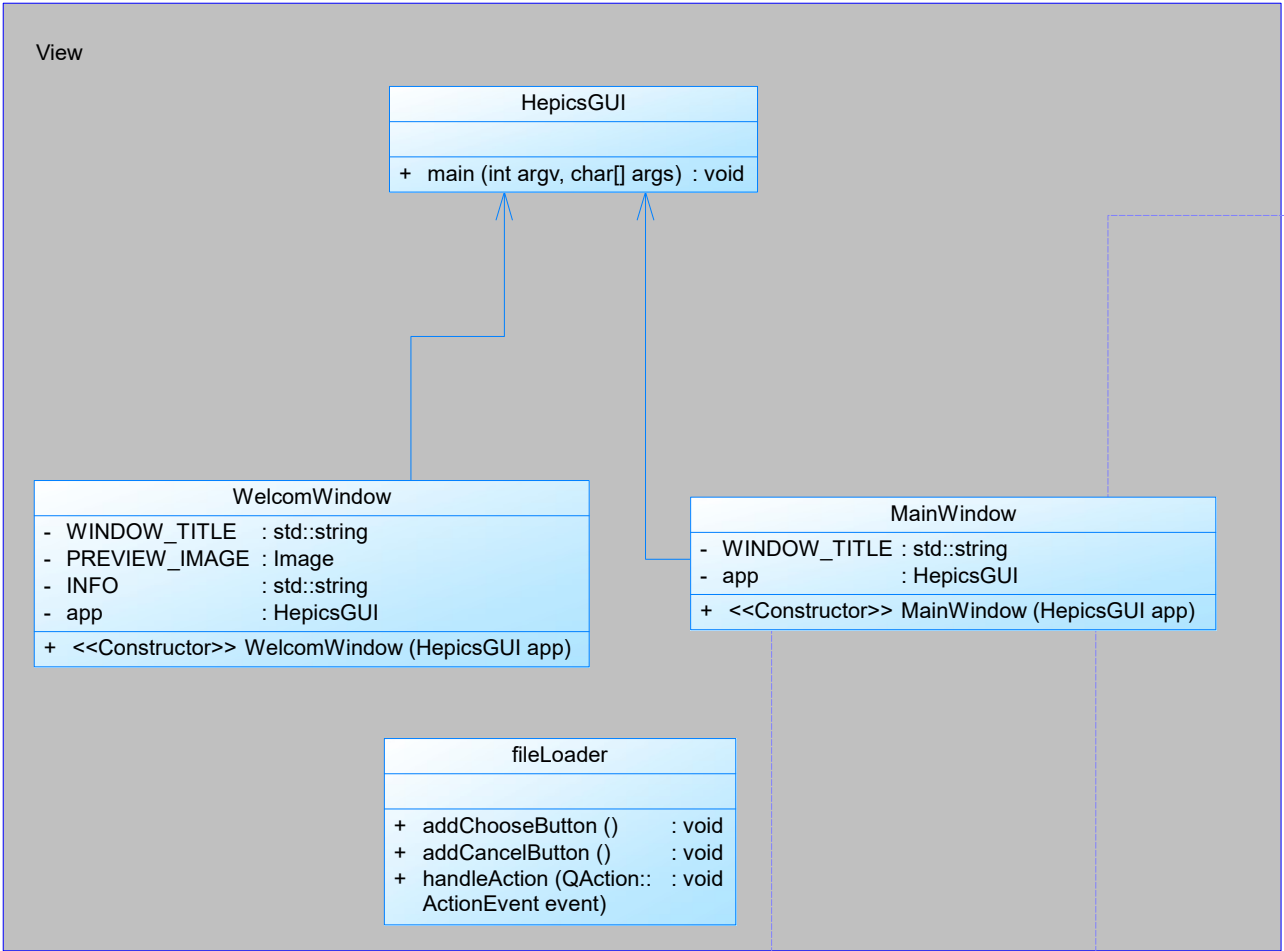 View
HepicsGUI
+ main (int argv, char[] args) : void
WelcomWindow
- WINDOW_TITLE : std::string
- PREVIEW_IMAGE : Image
- INFO : std::string
- app : HepicsGUI
+ <<Constructor>> WelcomWindow (HepicsGUI app)
MainWindow
- WINDOW_TITLE : std::string
- app : HepicsGUI
+ <<Constructor>> MainWindow (HepicsGUI app)
fileLoader
+ addChooseButton () : void
+ addCancelButton () : void
+ handleAction (QAction:: : void
ActionEvent event)